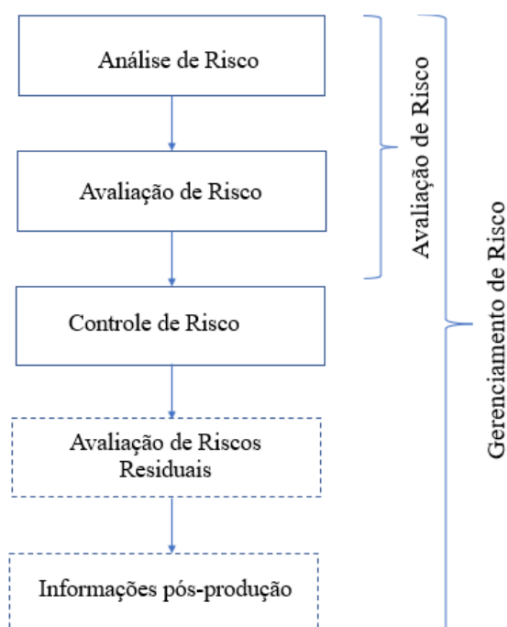 Análise de Risco
Avaliação de Risco
Controle de Risco
Avaliação de Riscos
Residuais
Informações pós-produção
Avaliação de Risco
Gerenciamento de Risco